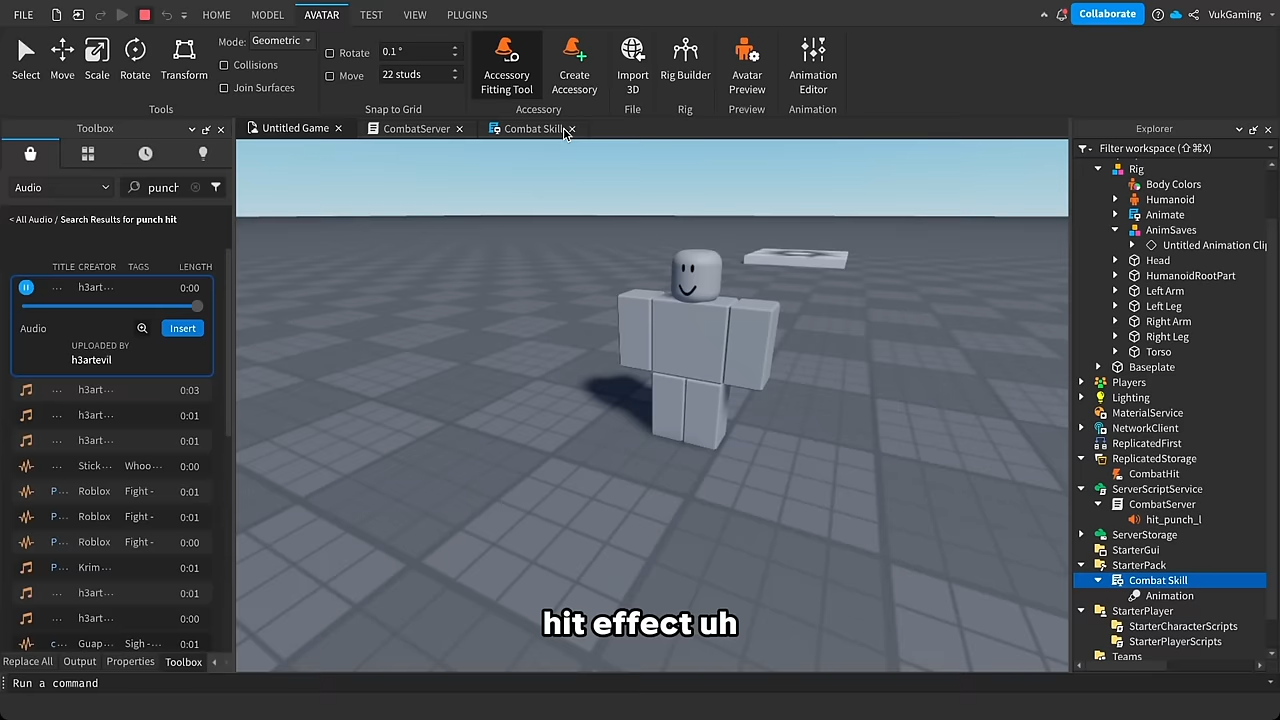 FILE
HOME
MODEL
AVATAR
TEST
VIEW
PLUGINS
Collaborate
VukGaming
Select
Move
Scale
Rotate
Transform
Mode: Geometric
Collisions
Join Surfaces
Tools
Rotate 0.1 °
Move 22 studs
Snap to Grid
Accessory
Fitting Tool
Create
Accessory
Accessory
Import
3D
File
Rig Builder
Rig
Avatar
Preview
Preview
Animation
Editor
Animation
Toolbox
Untitled Game
CombatServer
Combat Skill
Explorer
Audio
punch
< All Audio / Search Results for punch hit
TITLE CREATOR TAGS LENGTH
... h3art... 0:00
Audio
Insert
UPLOADED BY
h3artevil
... h3art... 0:03
... h3art... 0:01
... h3art... 0:01
... Stick... Whoo... 0:00
P... Roblox Fight - 0:01
P... Roblox Fight - 0:01
P... Roblox Fight - 0:00
P... Krim... 0:01
... h3art... 0:01
... h3art... 0:00
c... Guap... Sigh -... 0:04
Replace All
Output
Properties
Toolbox
Run a command
hit effect uh
Filter workspace (⇧⌘X)
Rig
Body Colors
Humanoid
Animate
AnimSaves
Untitled Animation Cli
Head
HumanoidRootPart
Left Arm
Left Leg
Right Arm
Right Leg
Torso
Baseplate
Players
Lighting
MaterialService
NetworkClient
ReplicatedFirst
ReplicatedStorage
CombatHit
ServerScriptService
CombatServer
hit_punch_l
ServerStorage
StarterGui
StarterPack
Combat Skill
Animation
StarterPlayer
StarterCharacterScripts
StarterPlayerScripts
Teams